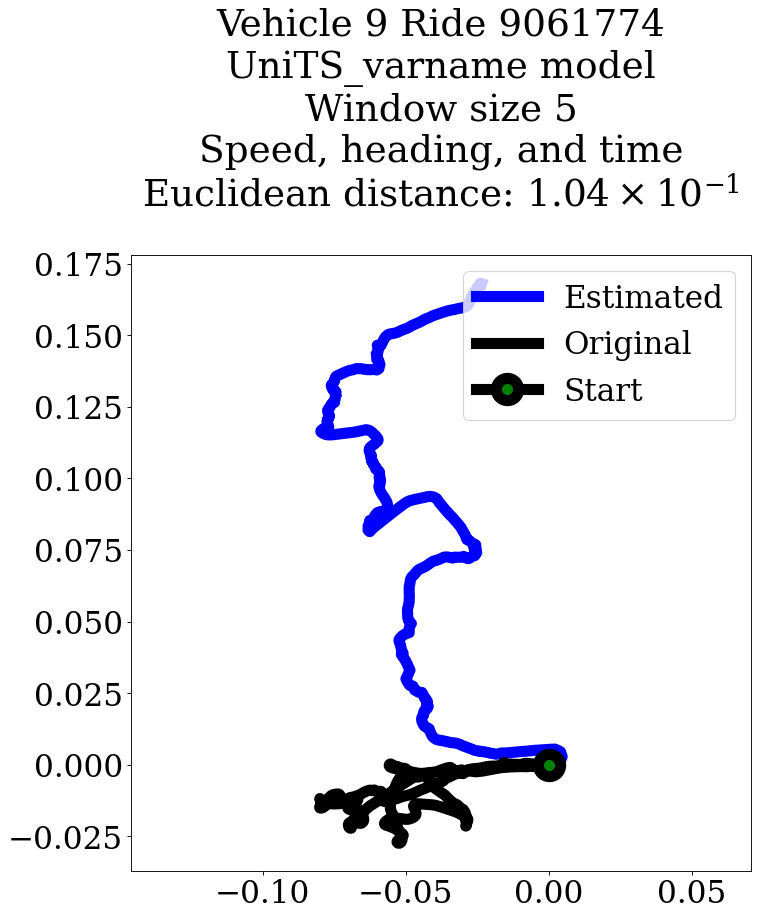 Vehicle 9 Ride 9061774
UniTS_varname model
Window size 5
Speed, heading, and time
Euclidean distance: 1.04 × 10⁻¹
0.175
0.150
0.125
0.100
0.075
0.050
0.025
0.000
−0.025
Estimated
Original
Start
−0.10
−0.05
0.00
0.05